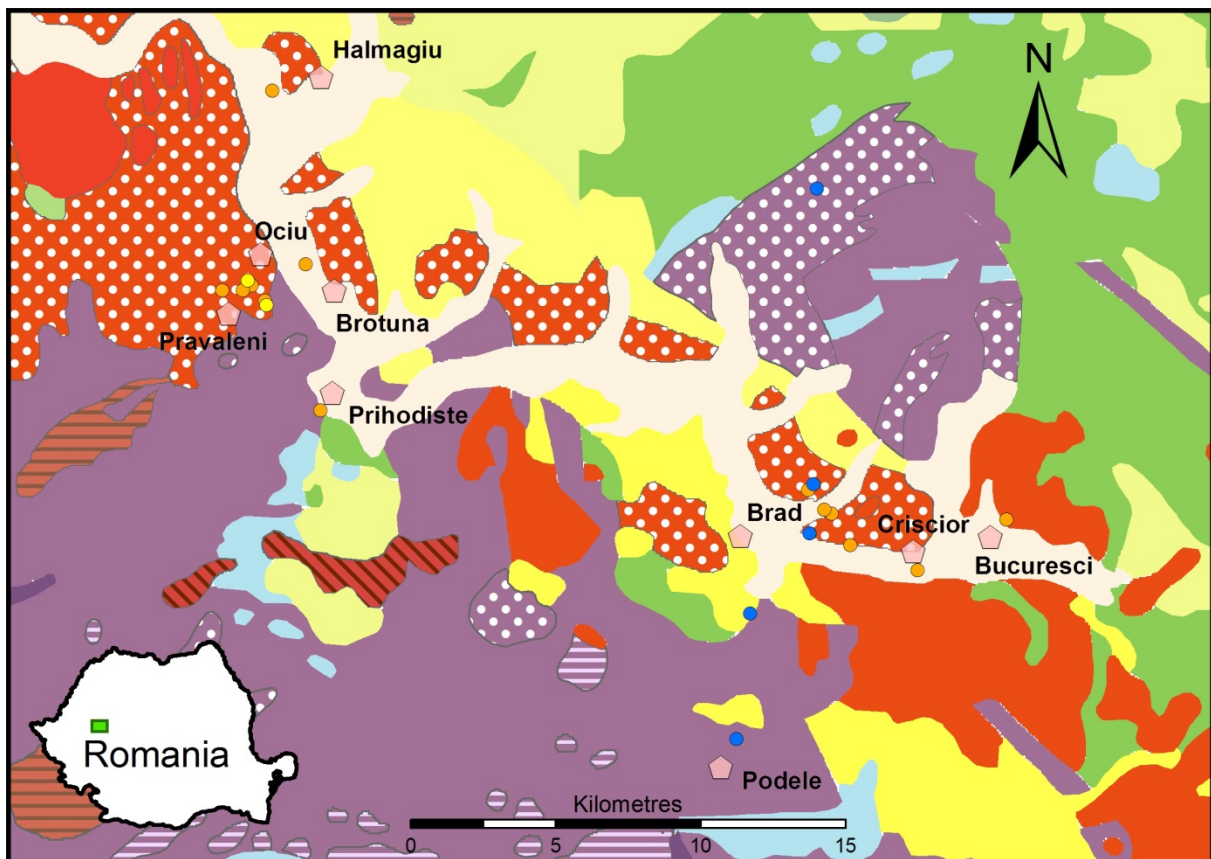 Halmagiu
N
Ociu
Brotuna
Pravaleni
Prihodiste
Brad
Criscior
Bucuresci
Romania
Podele
Kilometres
0 5 10 15